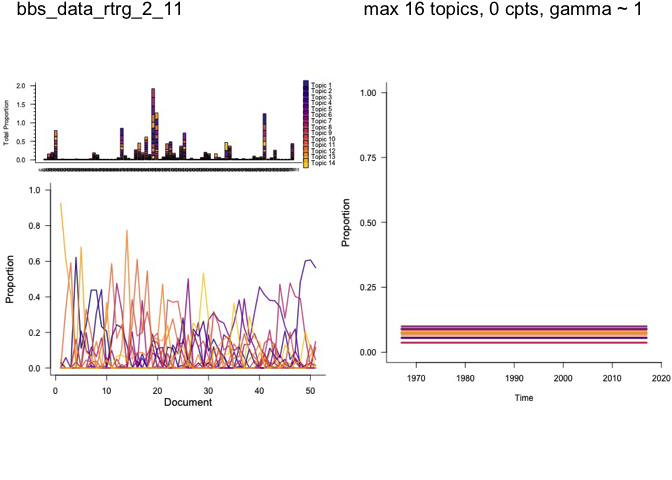 bbs_data_rtrg_2_11
max 16 topics, 0 cpts, gamma ~ 1
Total Proportion
2.0
1.5
1.0
0.5
0.0
Topic 1
Topic 2
Topic 3
Topic 4
Topic 5
Topic 6
Topic 7
Topic 8
Topic 9
Topic 10
Topic 11
Topic 12
Topic 13
Topic 14
Proportion
1.0
0.8
0.6
0.4
0.2
0.0
0 10 20 30 40 50
Document
Proportion
1.00
0.75
0.50
0.25
0.00
1970 1980 1990 2000 2010 2020
Time